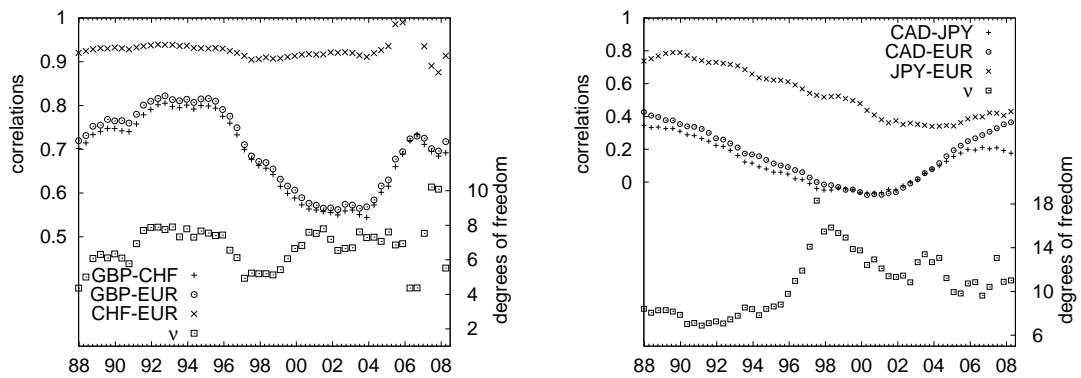 correlations
1
0.9
0.8
0.7
0.6
0.5
GBP-CHF
GBP-EUR
CHF-EUR
ν
degrees of freedom
10
8
6
4
2
88 90 92 94 96 98 00 02 04 06 08
correlations
1
0.8
0.6
0.4
0.2
0
CAD-JPY
CAD-EUR
JPY-EUR
ν
degrees of freedom
18
14
10
6
88 90 92 94 96 98 00 02 04 06 08